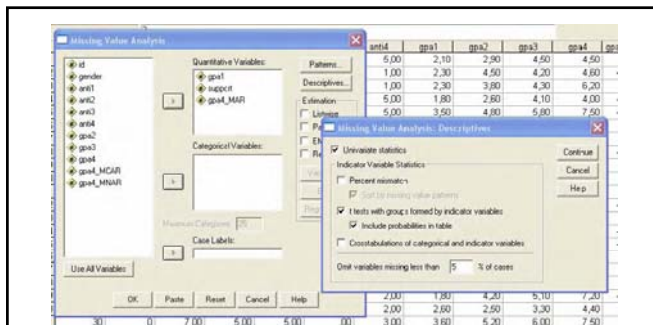 anti4 gpa1 gpa2 gpa3 gpa4
5,00 2,10 2,90 4,50 4,50
1,00 2,30 4,50 4,20 4,60
1,00 2,30 3,80 4,30 6,20
5,00 1,80 2,60 4,10 4,00
3,50 4,80 5,80 7,50
Missing Value Analysis
id
gender
anti1
anti2
anti3
anti4
gpa2
gpa3
gpa4
gpa4_MCAR
gpa4_MNAR
Use All Variables
Quantitative Variables:
gpa1
support
gpa4_MAR
Categorical Variables:
Maximum Categories: 25
Case Labels:
Patterns...
Descriptives...
Estimation
Listwise
OK Paste Reset Cancel Help
Missing Value Analysis: Descriptives
Univariate statistics
Indicator Variable Statistics
Percent mismatch
Sort by missing value patterns
t tests with groups formed by indicator variables
Include probabilities in table
Crosstabulations of categorical and indicator variables
Omit variables missing less than 5 % of cases
Continue
Cancel
Help
2,00 1,80 4,20 5,10 7,20
2,00 2,60 2,50 3,30 4,40
30 0 7,00 5,00 5,00 ,00 3,00 3,60 5,20 6,00 7,50